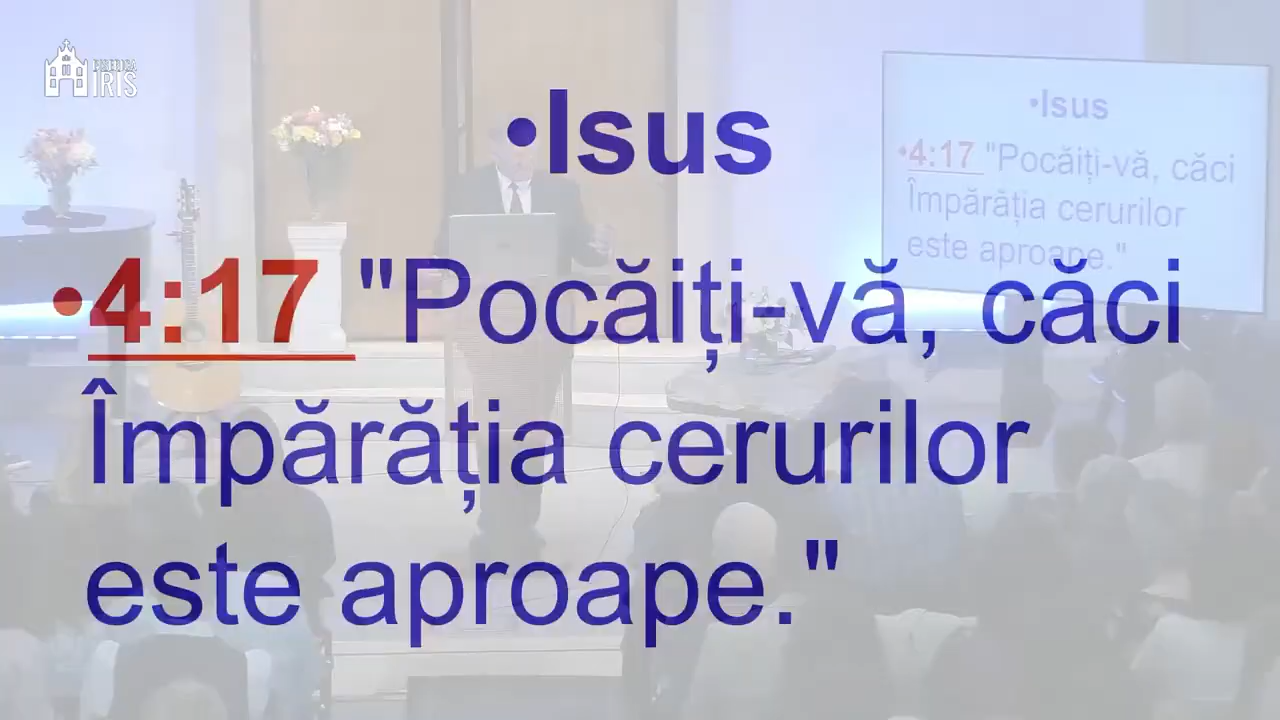 BISERICA
IRIS
•Isus
•4:17 "Pocăiți-vă, căci
Împărăția cerurilor
este aproape."
•Isus
•4:17 "Pocăiți-vă, căci
Împărăția cerurilor
este aproape."